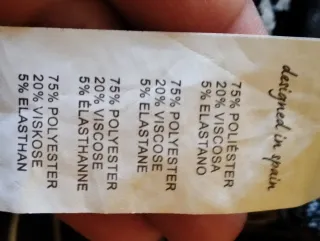 designed in spain
75% POLIÉSTER
20% VISCOSA
5% ELASTANO
75% POLYESTER
20% VISCOSE
5% ELASTANE
75% POLYESTER
20% VISCOSE
5% ÉLASTHANNE
75% POLYESTER
20% VISKOSE
5% ELASTHAN